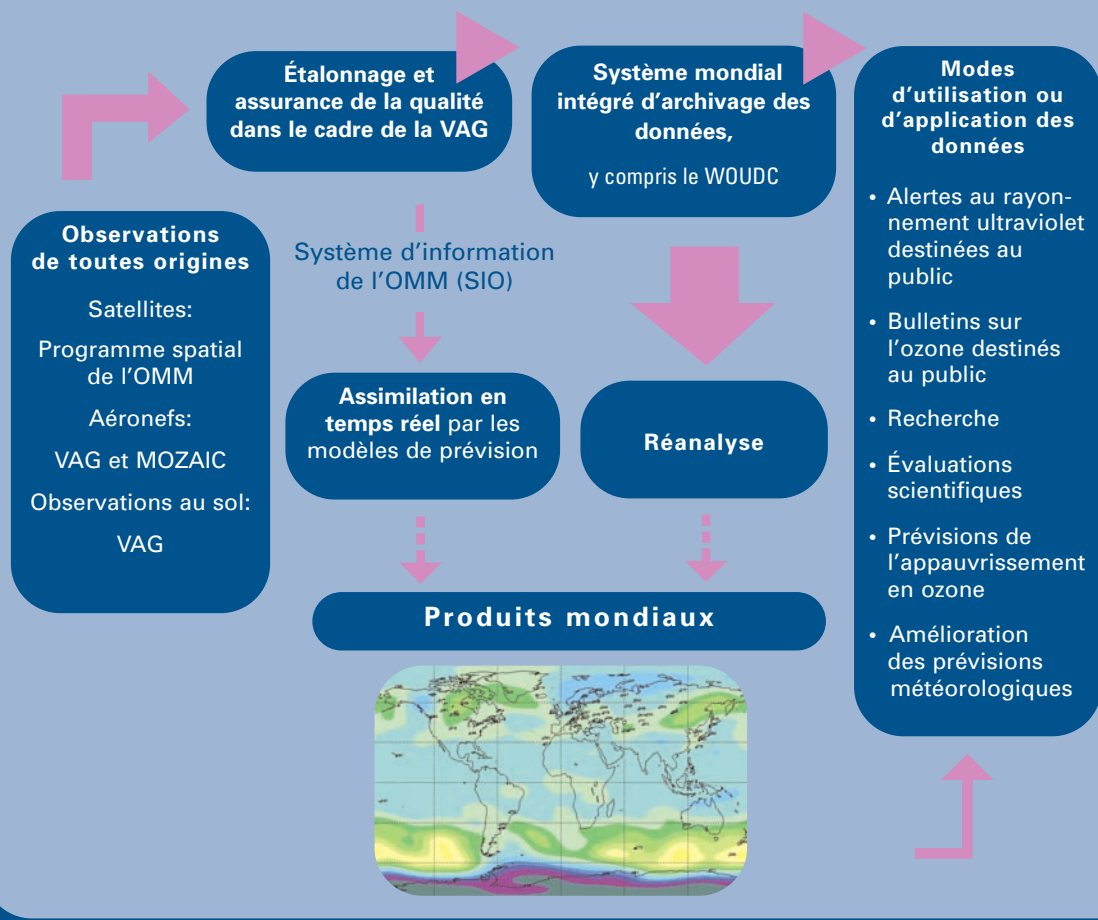 Étalonnage et
assurance de la qualité
dans le cadre de la VAG
Système mondial
intégré d'archivage des
données,
y compris le WOUDC
Modes
d'utilisation ou
d'application des
données
• Alertes au rayon-
nement ultraviolet
destinées au
public
• Bulletins sur
l'ozone destinés
au public
• Recherche
• Évaluations
scientifiques
• Prévisions de
l'appauvrissement
en ozone
• Amélioration
des prévisions
météorologiques
Observations
de toutes origines
Satellites:
Programme spatial
de l'OMM
Aéronefs:
VAG et MOZAIC
Observations au sol:
VAG
Système d'information
de l'OMM (SIO)
Assimilation en
temps réel par les
modèles de prévision
Réanalyse
Produits mondiaux